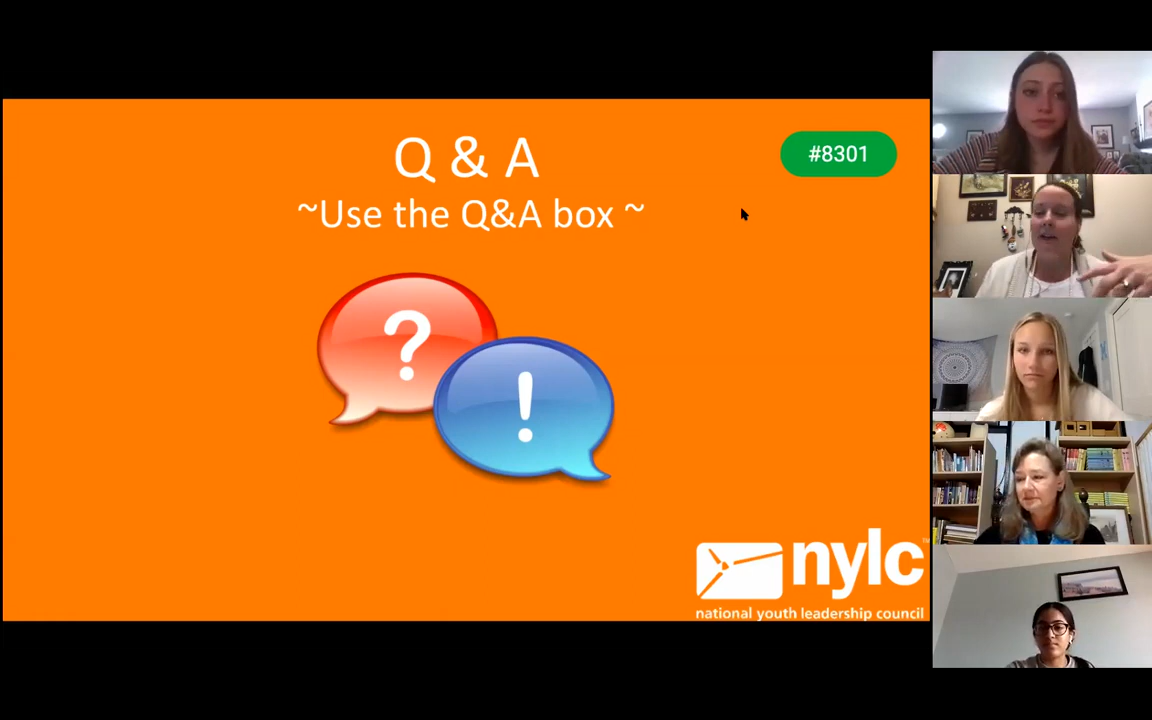 Q & A
#8301
~Use the Q&A box ~
?
!
nylc
national youth leadership council